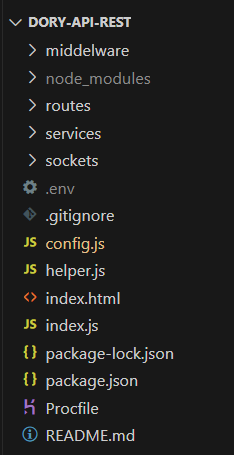 DORY-API-REST
middelware
node_modules
routes
services
sockets
.env
.gitignore
JS config.js
JS helper.js
<> index.html
JS index.js
{} package-lock.json
{} package.json
Procfile
README.md